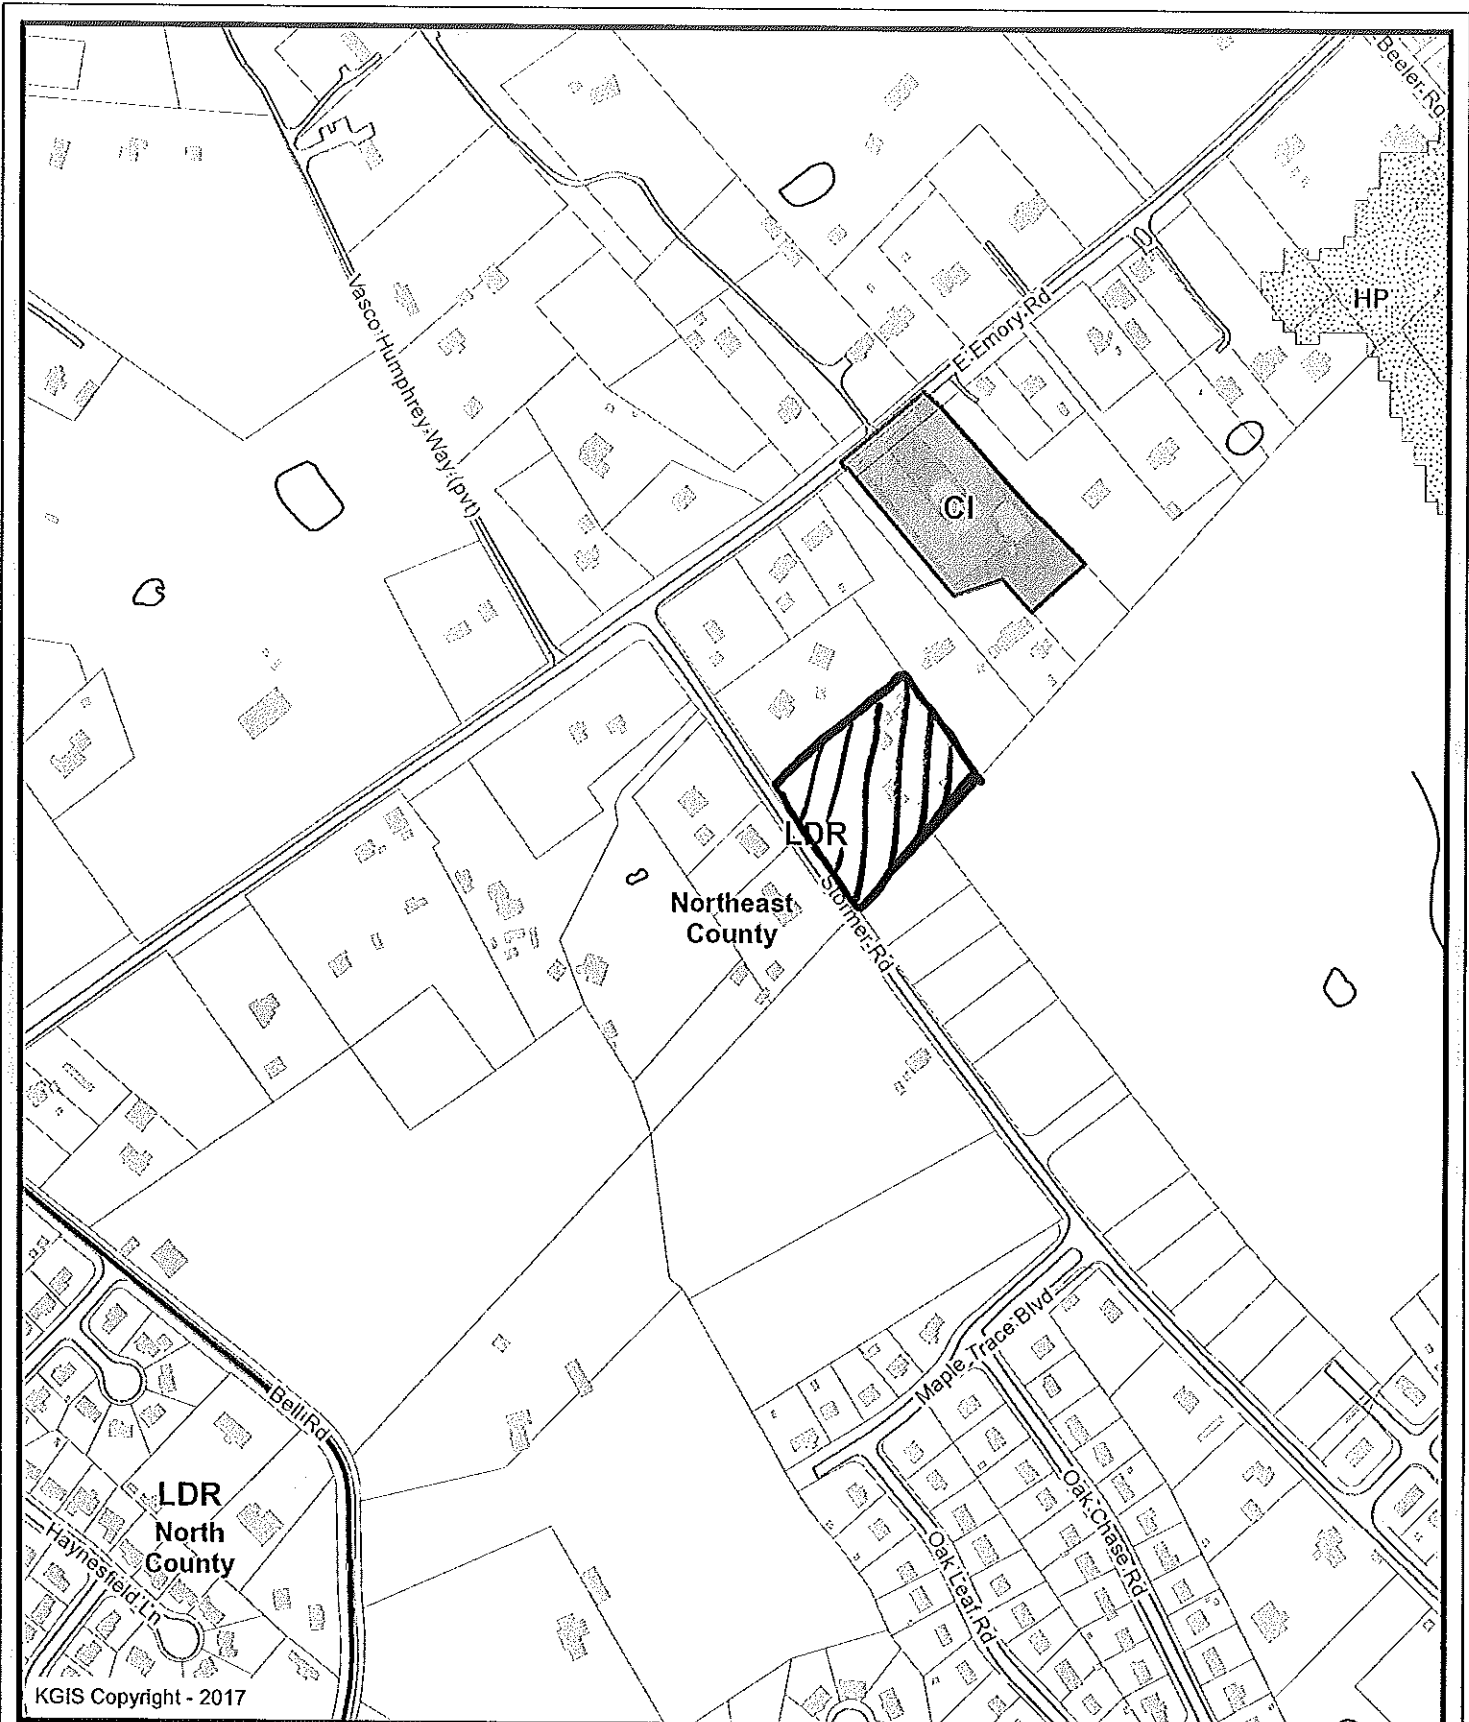 Beeler Rd
HP
Vasco Humphrey Way (pvt)
E Emory Rd
CI
LDR
Stormer Rd
Northeast
County
Maple Trace Blvd
Bell Rd
LDR
North
County
Haynesfield Ln
Oak Chase Rd
Oak Leaf Rd
KGIS Copyright - 2017